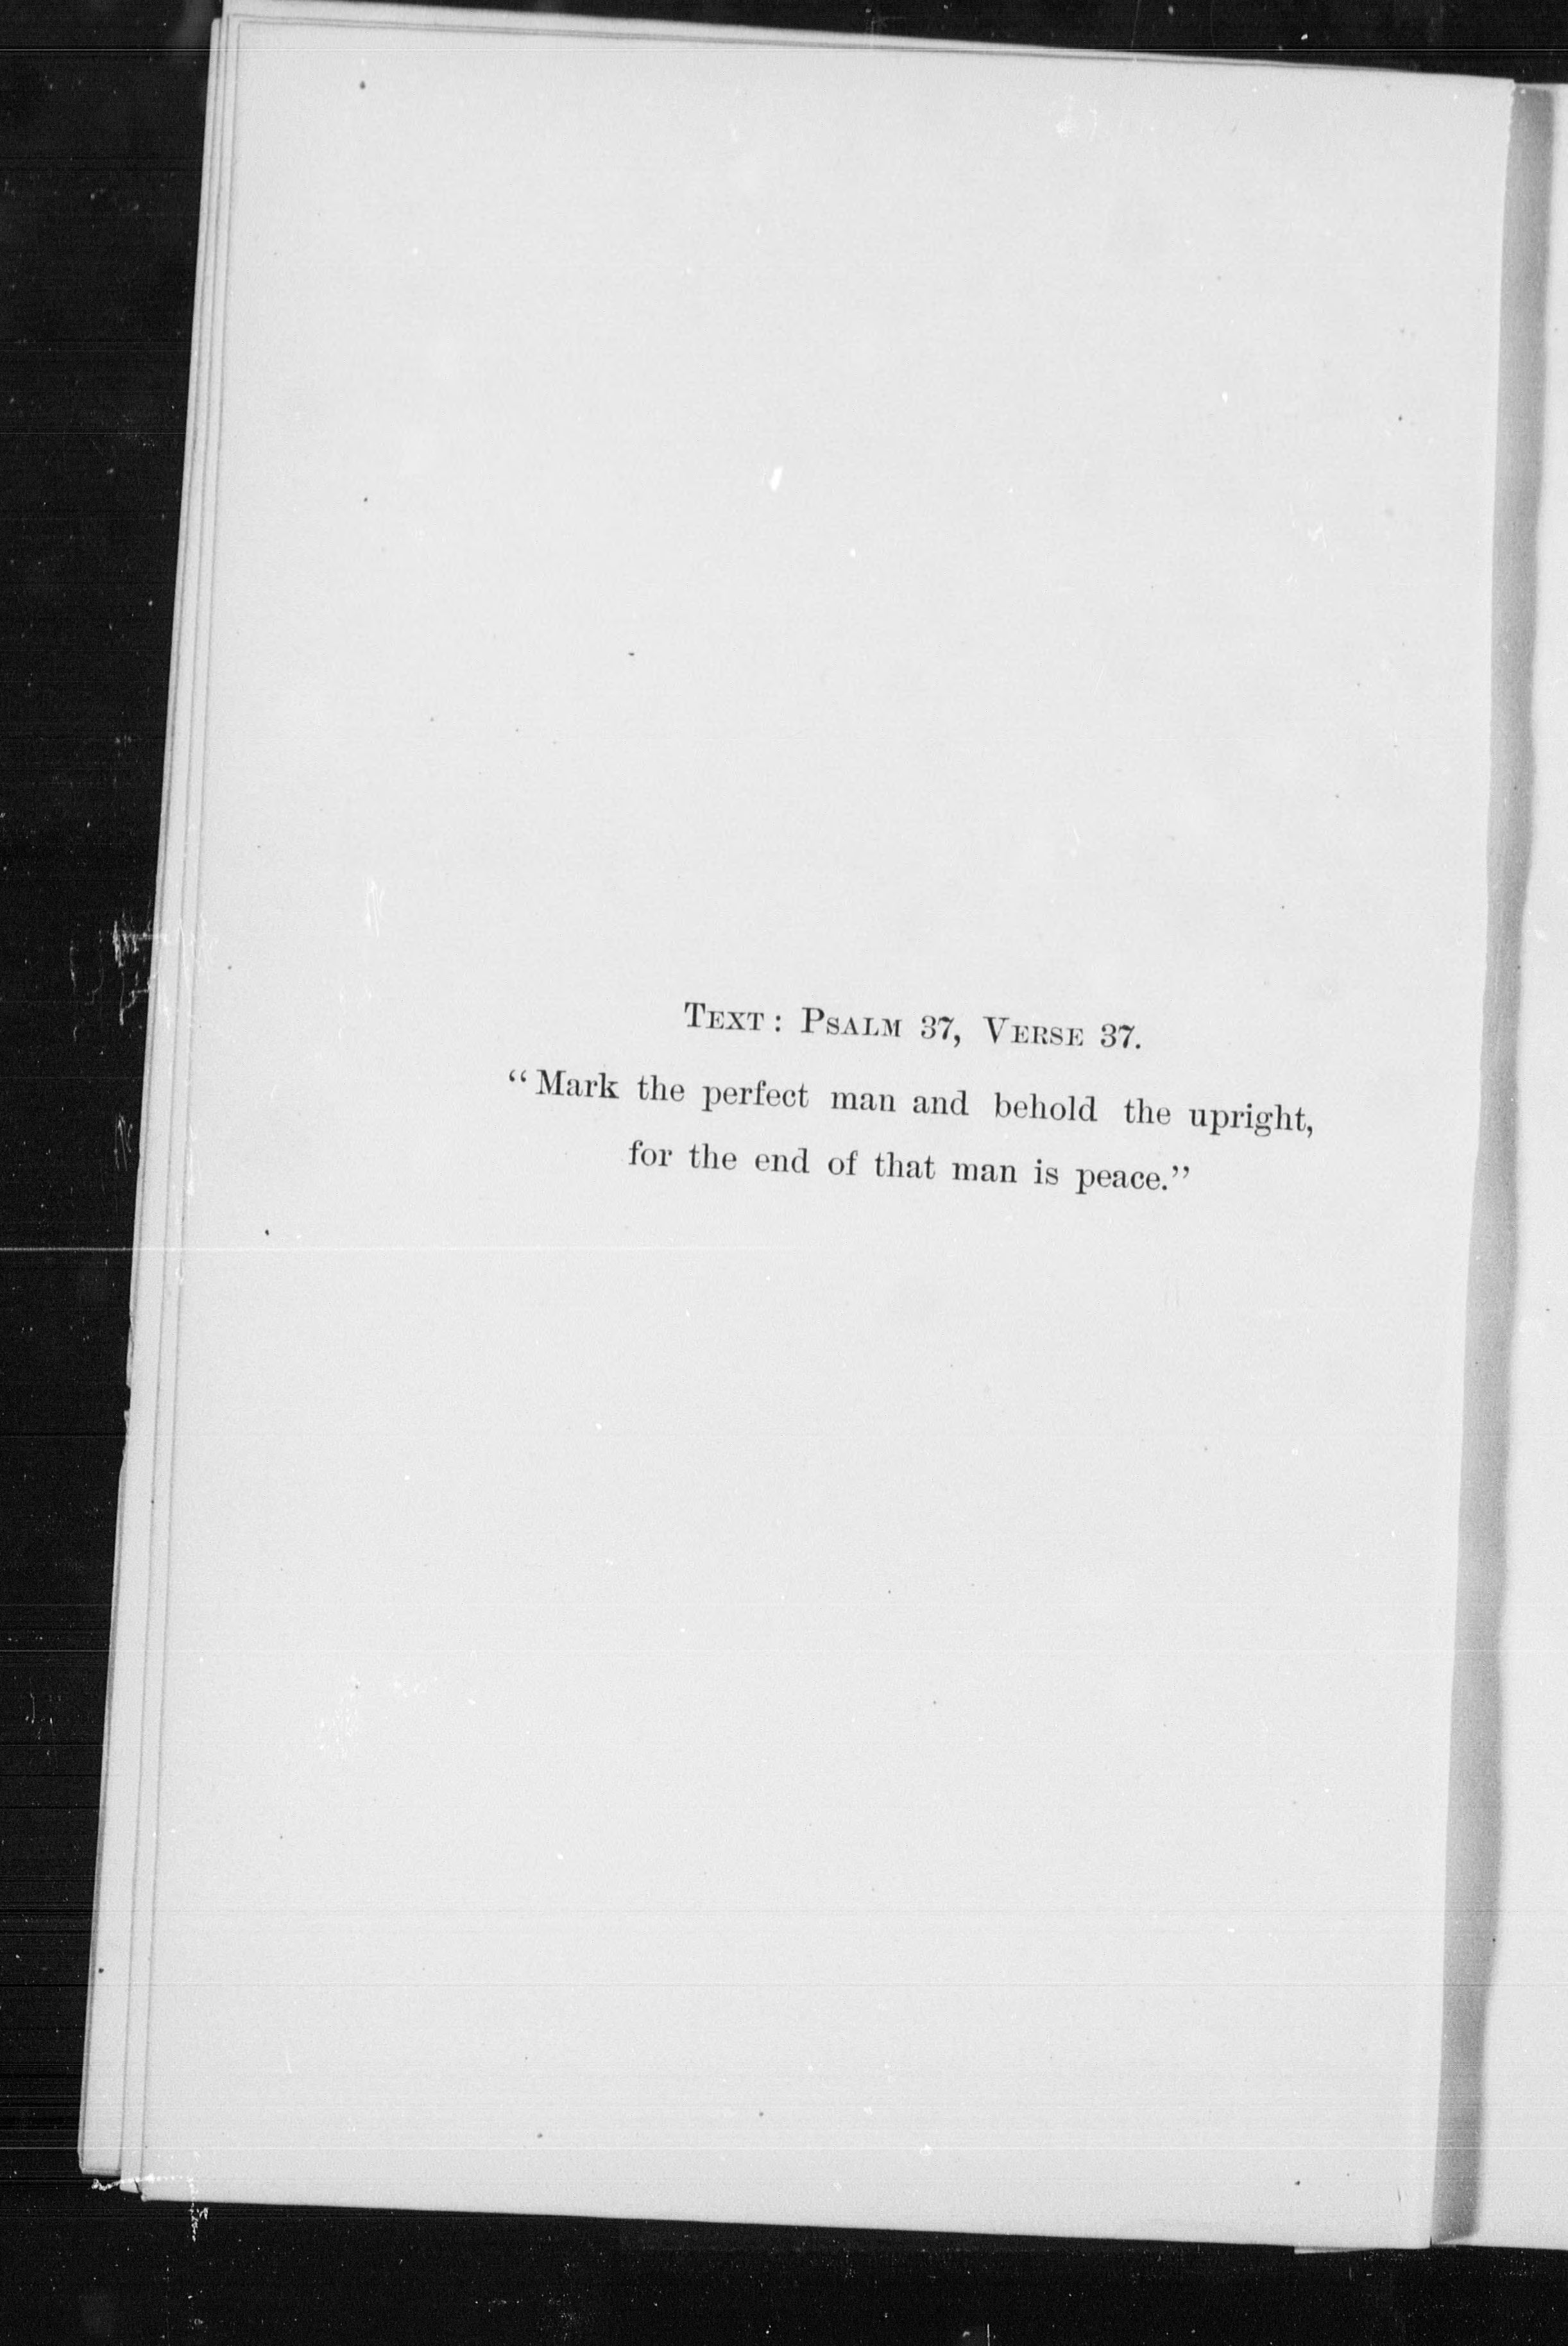 TEXT: PSALM 37, VERSE 37.
“Mark the perfect man and behold the upright,
for the end of that man is peace.”